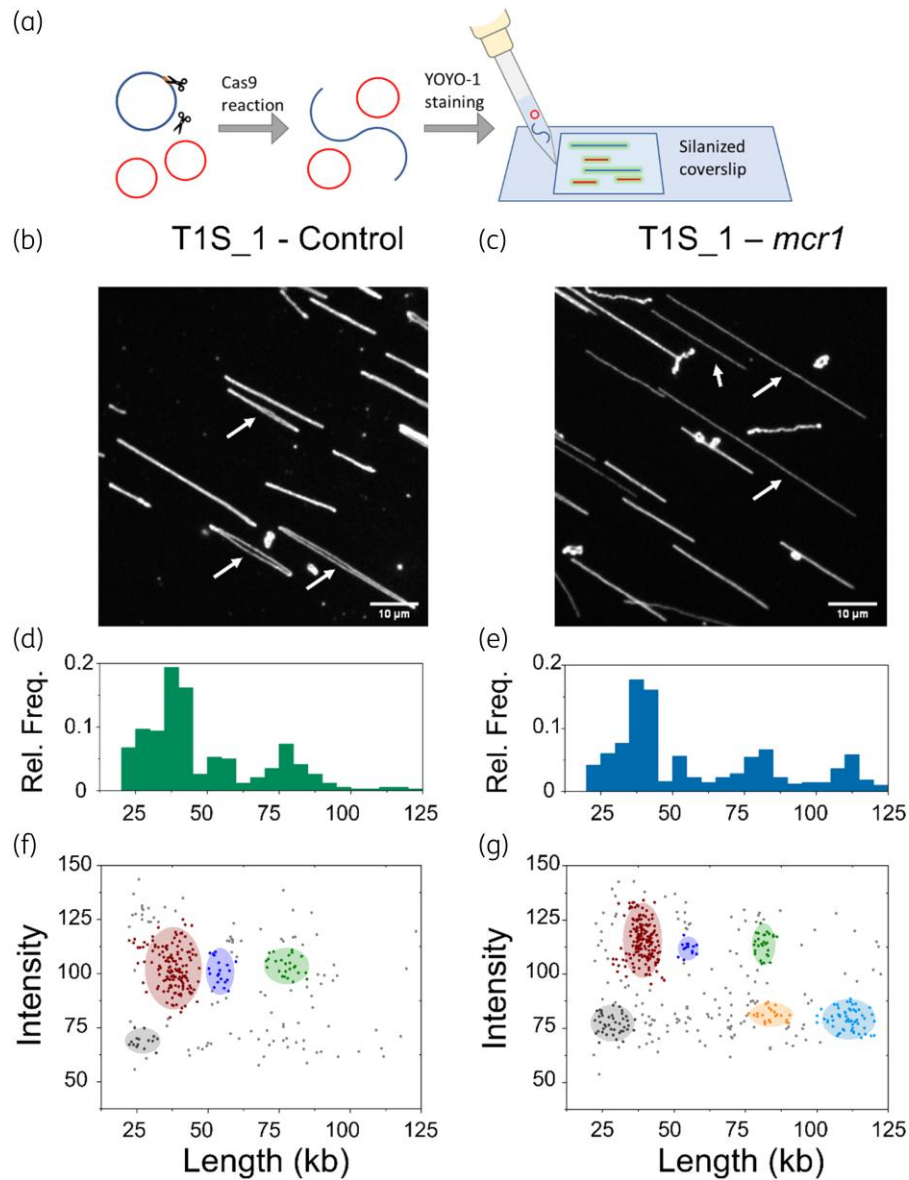 (a)
Cas9
reaction
YOYO-1
staining
Silanized
coverslip
(b) T1S_1 - Control
(c) T1S_1 – mcr1
10 µm
10 µm
(d)
Rel. Freq.
0.2
0.1
0
25 50 75 100 125
(e)
Rel. Freq.
0.2
0.1
0
25 50 75 100 125
(f)
Intensity
150
125
100
75
50
25 50 75 100 125
Length (kb)
(g)
Intensity
150
125
100
75
50
25 50 75 100 125
Length (kb)